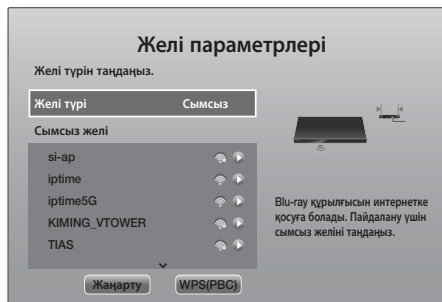 Желі параметрлері
Желі түрін таңдаңыз.
Желі түрі Сымсыз
Сымсыз желі
si-ap
iptime
iptime5G
KIMING_VTOWER
TIAS
Blu-ray құрылғысын интернетке
қосуға болады. Пайдалану үшін
сымсыз желіні таңдаңыз.
Жаңарту WPS(PBC)